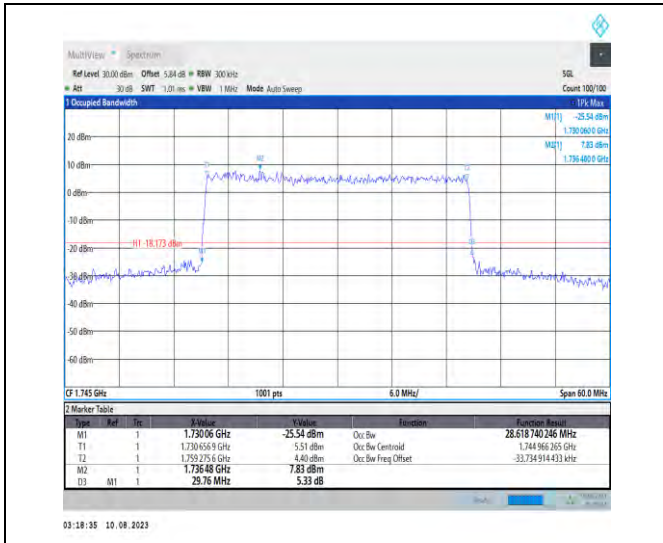 MultiView Spectrum
Ref Level 30.00 dBm Offset 5.84 dB RBW 300 kHz SGL
Att 30 dB SWT 1.01 ms VBW 1 MHz Mode Auto Sweep Count 100/100
1 Occupied Bandwidth 1Pk Max
M1[1] -25.54 dBm
1.730 060 0 GHz
M2[1] 7.83 dBm
1.736 480 0 GHz
20 dBm
M2
10 dBm
0 dBm
-10 dBm
H1 -18.173 dBm
-20 dBm
-30 dBm
-40 dBm
-50 dBm
-60 dBm
CF 1.745 GHz 1001 pts 6.0 MHz/ Span 60.0 MHz
2 Marker Table
Type Ref Trc X-Value Y-Value Function Function Result
M1 1 1.730 06 GHz -25.54 dBm Occ Bw 28.618 740 246 MHz
T1 1 1.730 656 9 GHz 5.51 dBm Occ Bw Centroid 1.744 966 265 GHz
T2 1 1.759 275 6 GHz 4.40 dBm Occ Bw Freq Offset -33.734 914 433 kHz
M2 1 1.736 48 GHz 7.83 dBm
D3 M1 1 29.76 MHz 5.33 dB
03:18:35 10.08.2023